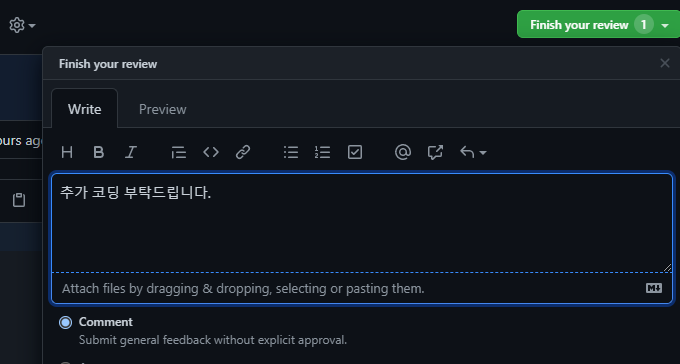 Finish your review 1
Finish your review
Write Preview
ours ago
추가 코딩 부탁드립니다.
Attach files by dragging & dropping, selecting or pasting them.
Comment
Submit general feedback without explicit approval.